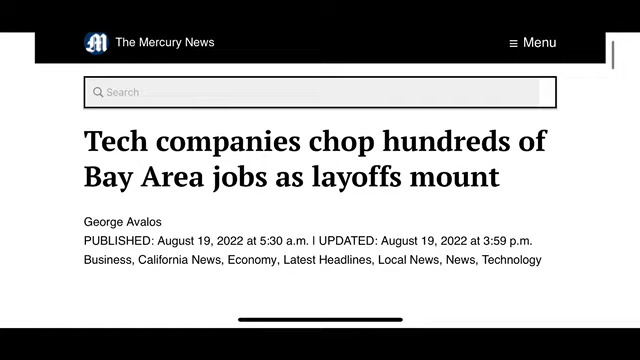 The Mercury News
≡ Menu
Search
Tech companies chop hundreds of
Bay Area jobs as layoffs mount
George Avalos
PUBLISHED: August 19, 2022 at 5:30 a.m. | UPDATED: August 19, 2022 at 3:59 p.m.
Business, California News, Economy, Latest Headlines, Local News, News, Technology